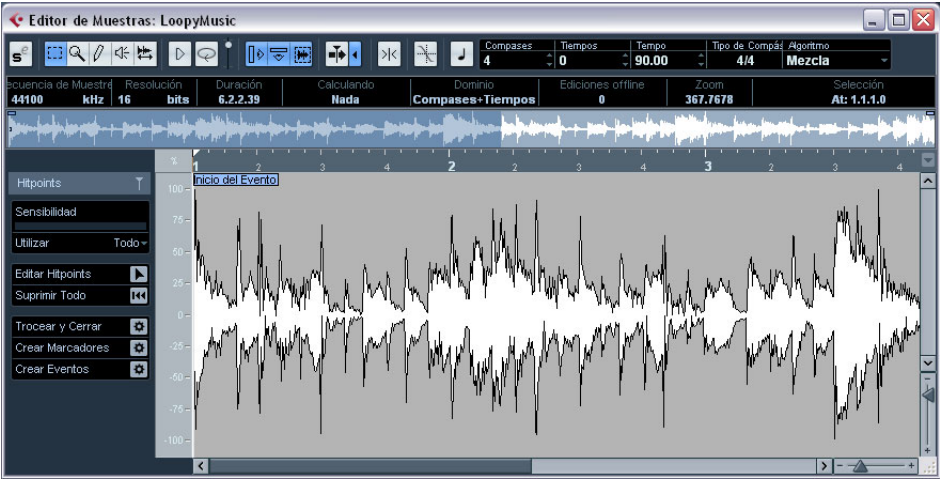 Editor de Muestras: LoopyMusic
Compases Tiempos Tempo Tipo de Compás Algoritmo
4 0 90.00 4/4 Mezcla
ecuencia de Muestre Resolución Duración Calculando Dominio Ediciones offline Zoom Selección
44100 kHz 16 bits 6.2.2.39 Nada Compases+Tiempos 0 367.7678 At: 1.1.1.0
% 1 2 3 4 2 2 3 4 3 2 3 4
Inicio del Evento
Hitpoints
Sensibilidad
Utilizar Todo
Editar Hitpoints
Suprimir Todo
Trocear y Cerrar
Crear Marcadores
Crear Eventos
100
75
50
25
0
-25
-50
-75
-100